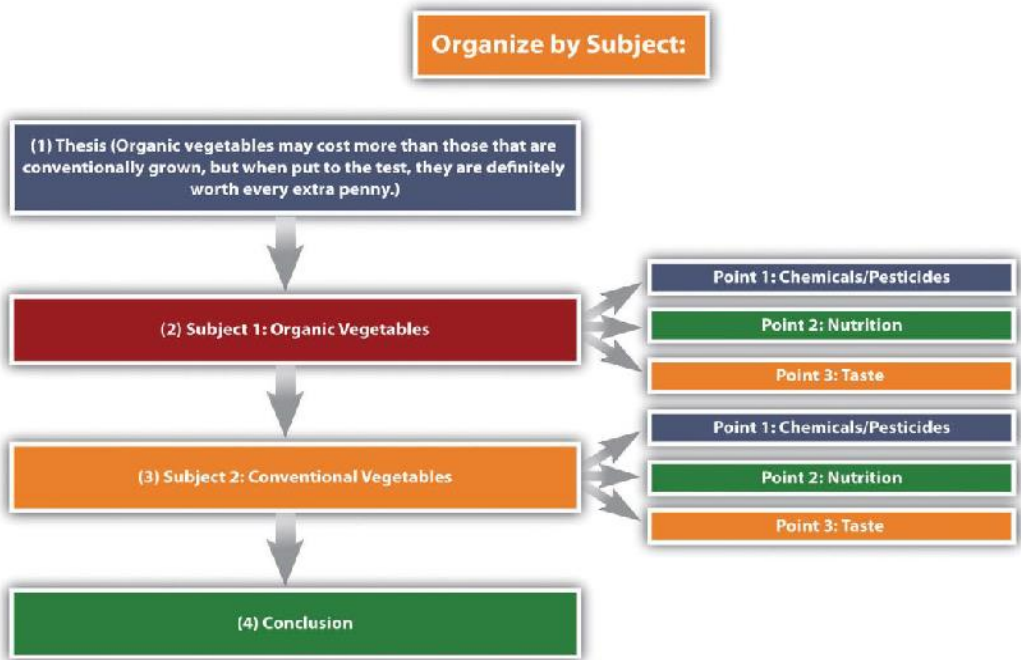 Organize by Subject:
(1) Thesis (Organic vegetables may cost more than those that are
conventionally grown, but when put to the test, they are definitely
worth every extra penny.)
(2) Subject 1: Organic Vegetables
Point 1: Chemicals/Pesticides
Point 2: Nutrition
Point 3: Taste
(3) Subject 2: Conventional Vegetables
Point 1: Chemicals/Pesticides
Point 2: Nutrition
Point 3: Taste
(4) Conclusion